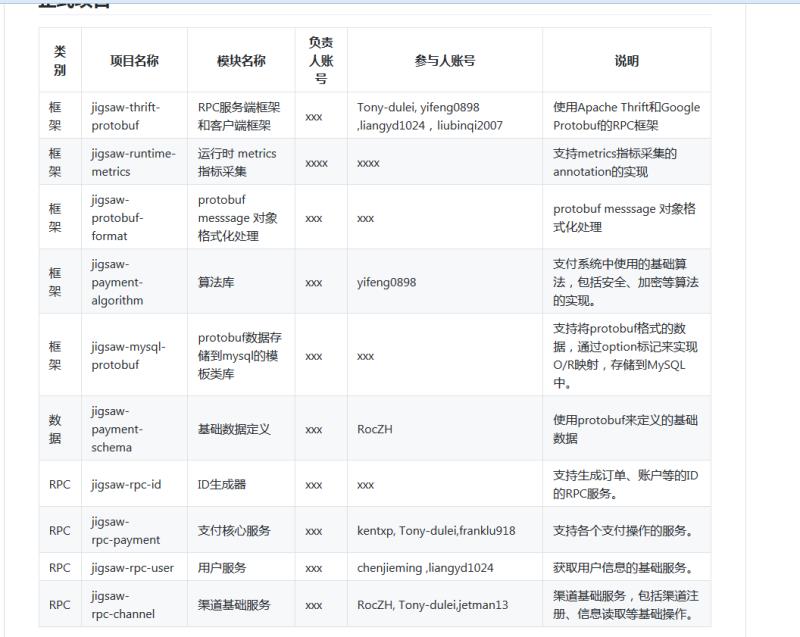 正式项目
类
别
项目名称
模块名称
负责
人账
号
参与人账号
说明
框
架
jigsaw-thrift-
protobuf
RPC服务端框架
和客户端框架
xxx
Tony-dulei, yifeng0898
,liangyd1024，liubinqi2007
使用Apache Thrift和Google
Protobuf的RPC框架
框
架
jigsaw-runtime-
metrics
运行时 metrics
指标采集
xxxx
xxxx
支持metrics指标采集的
annotation的实现
框
架
jigsaw-
protobuf-
format
protobuf
messsage 对象
格式化处理
xxx
xxx
protobuf messsage 对象格
式化处理
框
架
jigsaw-
payment-
algorithm
算法库
xxx
yifeng0898
支付系统中使用的基础算
法，包括安全、加密等算法
的实现。
框
架
jigsaw-mysql-
protobuf
protobuf数据存
储到mysql的模
板类库
xxx
xxx
支持将protobuf格式的数
据，通过option标记来实现
O/R映射，存储到MySQL
中。
数
据
jigsaw-
payment-
schema
基础数据定义
xxx
RocZH
使用protobuf来定义的基础
数据
RPC
jigsaw-rpc-id
ID生成器
xxx
xxx
支持生成订单、账户等的ID
的RPC服务。
RPC
jigsaw-
rpc-payment
支付核心服务
xxx
kentxp, Tony-dulei,franklu918
支持各个支付操作的服务。
RPC
jigsaw-rpc-user
用户服务
xxx
chenjieming ,liangyd1024
获取用户信息的基础服务。
RPC
jigsaw-
rpc-channel
渠道基础服务
xxx
RocZH, Tony-dulei,jetman13
渠道基础服务，包括渠道注
册、信息读取等基础操作。